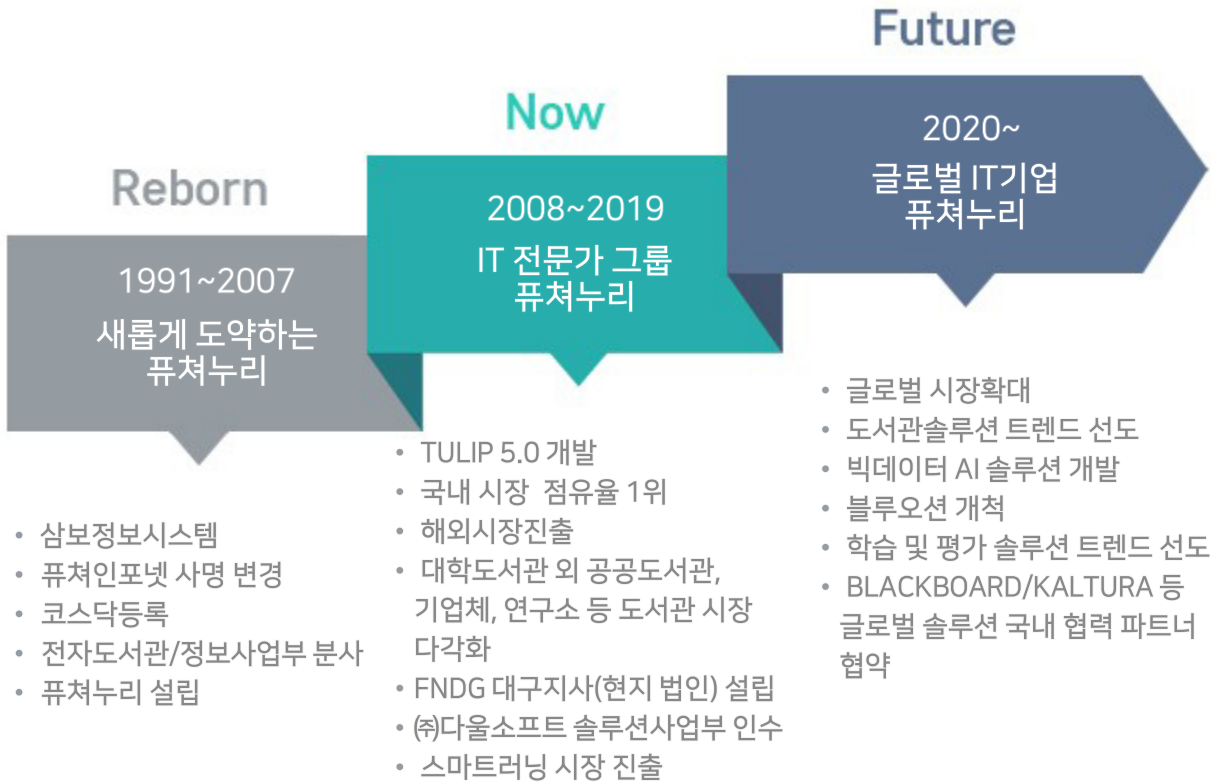 Reborn
1991~2007
새롭게 도약하는
퓨쳐누리
• 삼보정보시스템
• 퓨쳐인포넷 사명 변경
• 코스닥등록
• 전자도서관/정보사업부 분사
• 퓨쳐누리 설립
Now
2008~2019
IT 전문가 그룹
퓨쳐누리
• TULIP 5.0 개발
• 국내 시장 점유율 1위
• 해외시장진출
• 대학도서관 외 공공도서관,
기업체, 연구소 등 도서관 시장
다각화
• FNDG 대구지사(현지 법인) 설립
• ㈜다울소프트 솔루션사업부 인수
• 스마트러닝 시장 진출
Future
2020~
글로벌 IT기업
퓨쳐누리
• 글로벌 시장확대
• 도서관솔루션 트렌드 선도
• 빅데이터 AI 솔루션 개발
• 블루오션 개척
• 학습 및 평가 솔루션 트렌드 선도
• BLACKBOARD/KALTURA 등
글로벌 솔루션 국내 협력 파트너
협약